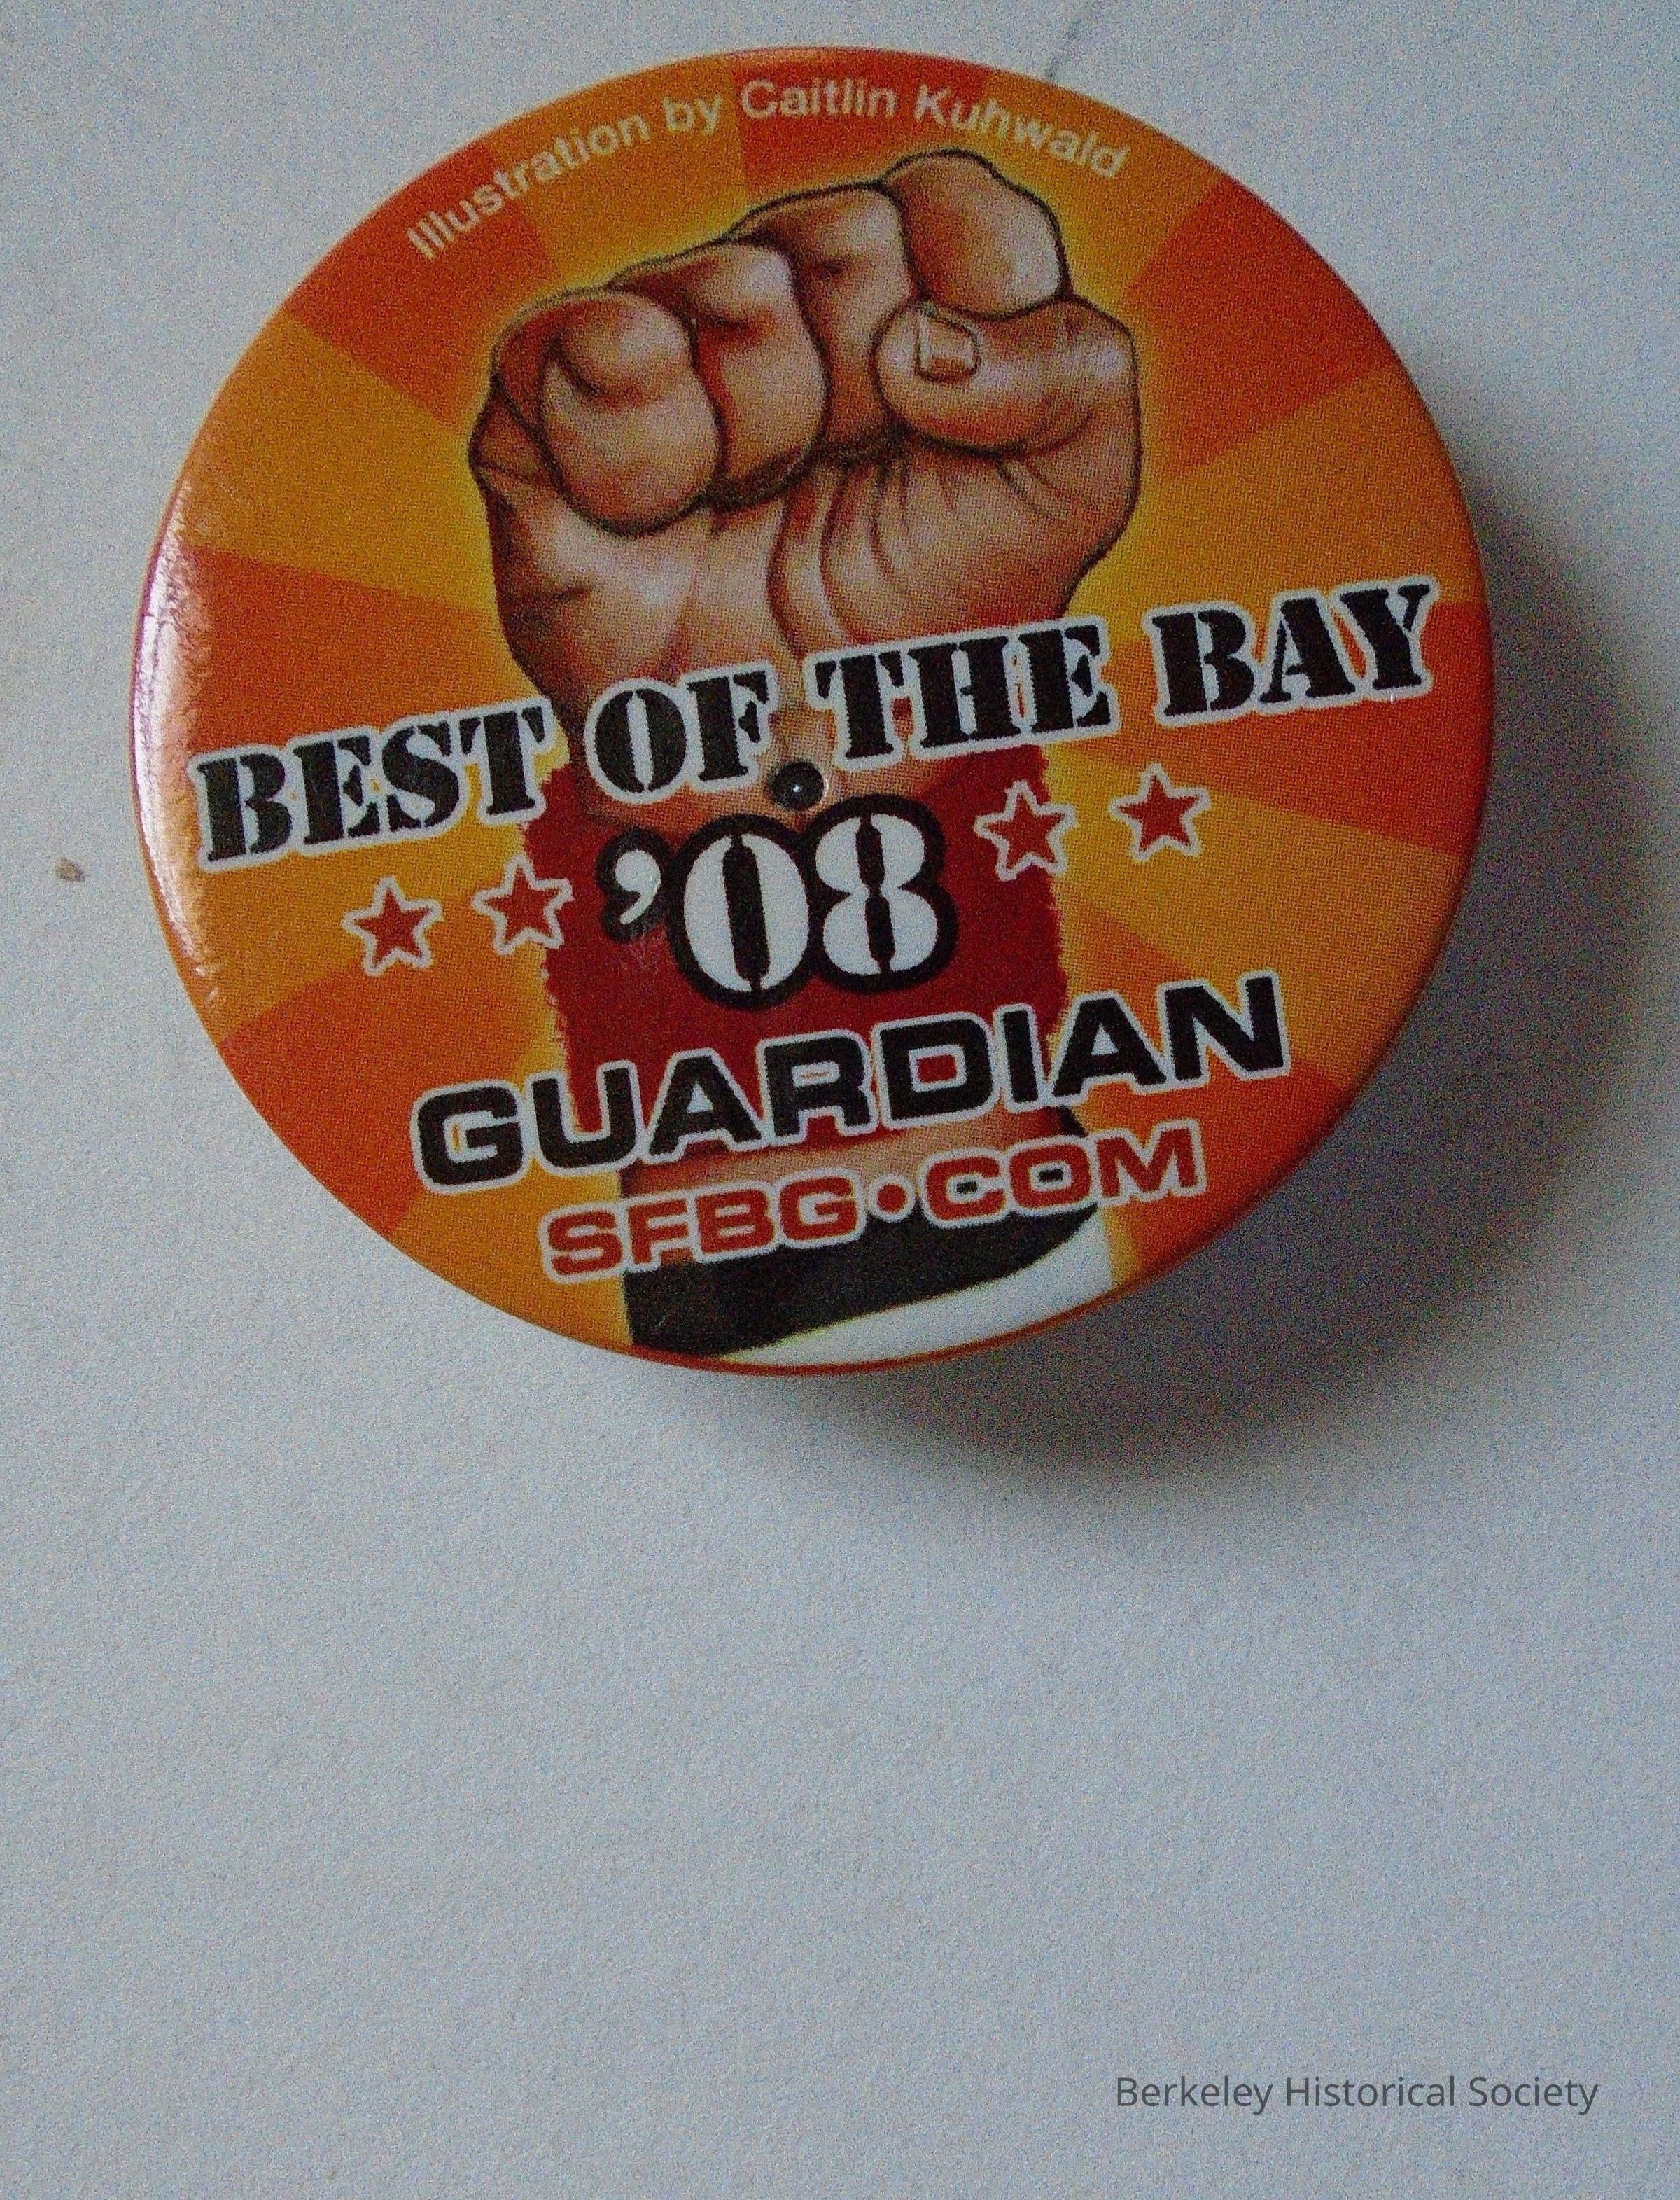 Illustration by Caitlin Kuhwald
BEST OF THE BAY
’08
GUARDIAN
SFBG•COM
Berkeley Historical Society